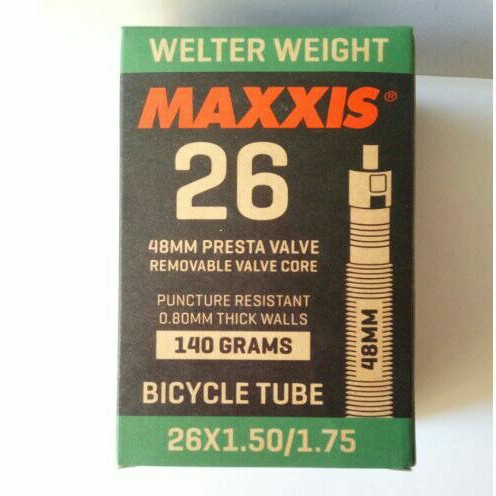 WELTER WEIGHT
MAXXIS®
26
48MM PRESTA VALVE
REMOVABLE VALVE CORE
PUNCTURE RESISTANT
0.80MM THICK WALLS
140 GRAMS
48MM
BICYCLE TUBE
26X1.50/1.75